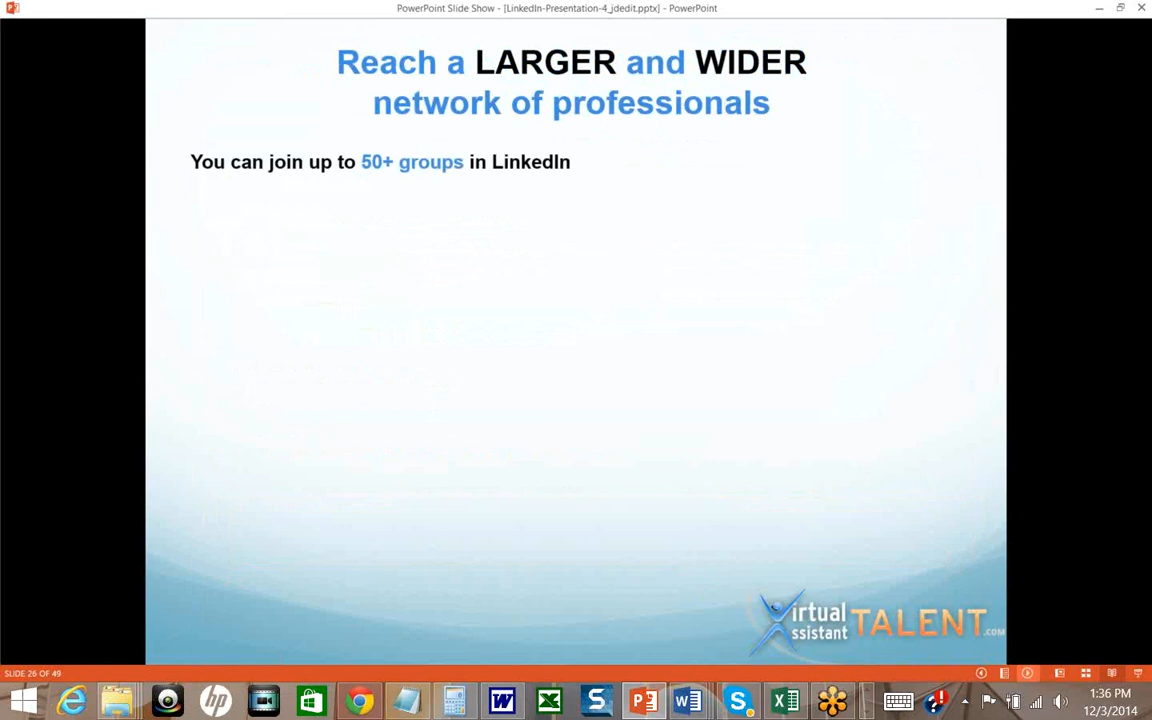 PowerPoint Slide Show - [LinkedIn-Presentation-4_jdedit.pptx] - PowerPoint
Reach a LARGER and WIDER
network of professionals
You can join up to 50+ groups in LinkedIn
Virtual
Assistant
TALENT.com
SLIDE 26 OF 49
1:36 PM
12/3/2014